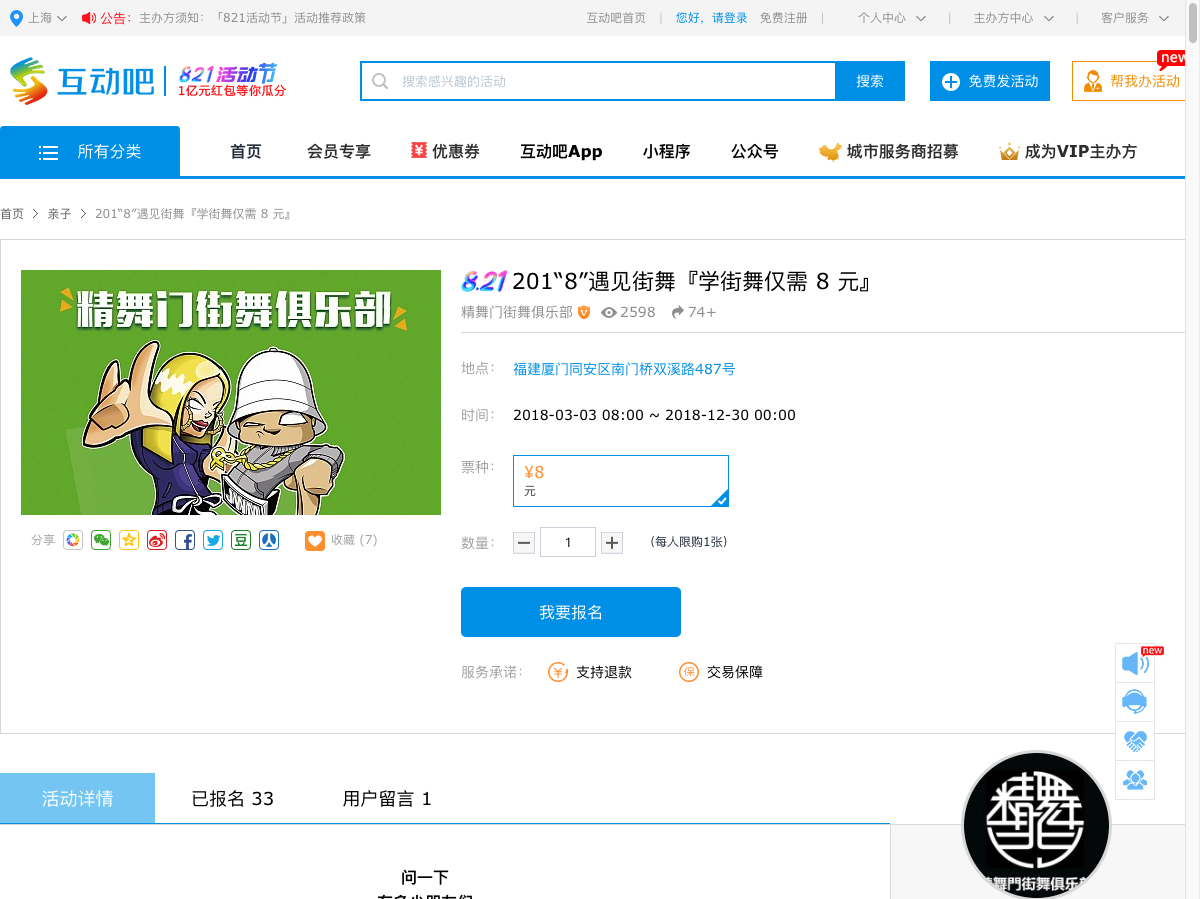 上海
公告：
主办方须知：「821活动节」活动推荐政策
互动吧首页 | 您好，请登录 免费注册 | 个人中心 | 主办方中心 | 客户服务
互动吧
821活动节
1亿元红包等你瓜分
搜索感兴趣的活动
搜索
免费发活动
帮我办活动
new
所有分类
首页 会员专享 ¥ 优惠券 互动吧App 小程序 公众号 城市服务商招募 成为VIP主办方
首页 > 亲子 > 201“8”遇见街舞『学街舞仅需 8 元』
精舞门街舞俱乐部
8.21 201“8”遇见街舞『学街舞仅需 8 元』
精舞门街舞俱乐部 V 2598 74+
地点： 福建厦门同安区南门桥双溪路487号
时间： 2018-03-03 08:00 ~ 2018-12-30 00:00
票种： ¥8
元
数量： 1 （每人限购1张）
分享 豆 人 收藏 (7)
我要报名
服务承诺： ¥ 支持退款 保 交易保障
new
活动详情 已报名 33 用户留言 1
精舞
精舞門街舞俱乐部
问一下
有多少朋友们